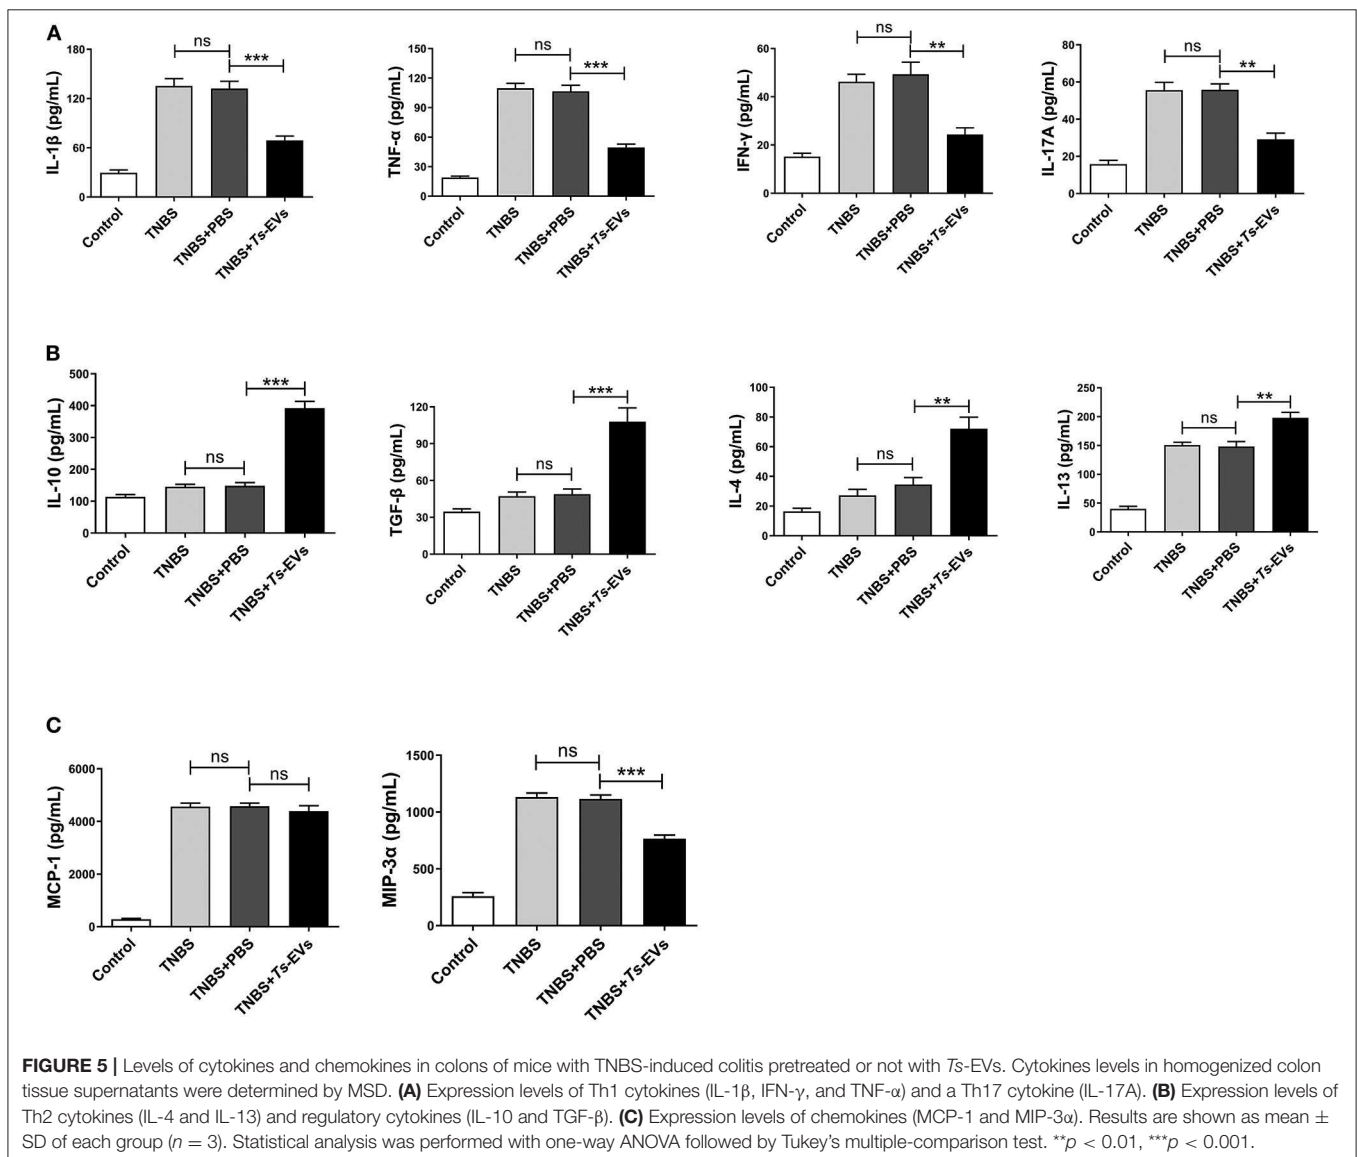 A
IL-1β (pg/mL)
180
120
60
0
ns
***
Control
TNBS
TNBS+PBS
TNBS+Ts-EVs
TNF-α (pg/mL)
150
120
90
60
30
0
ns
***
Control
TNBS
TNBS+PBS
TNBS+Ts-EVs
IFN-γ (pg/mL)
60
40
20
0
ns
**
Control
TNBS
TNBS+PBS
TNBS+Ts-EVs
IL-17A (pg/mL)
80
60
40
20
0
ns
**
Control
TNBS
TNBS+PBS
TNBS+Ts-EVs
B
IL-10 (pg/mL)
500
400
300
200
100
0
ns
***
Control
TNBS
TNBS+PBS
TNBS+Ts-EVs
TGF-β (pg/mL)
120
90
60
30
0
ns
***
Control
TNBS
TNBS+PBS
TNBS+Ts-EVs
IL-4 (pg/mL)
100
80
60
40
20
0
ns
**
Control
TNBS
TNBS+PBS
TNBS+Ts-EVs
IL-13 (pg/mL)
250
200
150
100
50
0
ns
**
Control
TNBS
TNBS+PBS
TNBS+Ts-EVs
C
MCP-1 (pg/mL)
6000
4000
2000
0
ns
ns
Control
TNBS
TNBS+PBS
TNBS+Ts-EVs
MIP-3α (pg/mL)
1500
1000
500
0
ns
***
Control
TNBS
TNBS+PBS
TNBS+Ts-EVs
FIGURE 5 | Levels of cytokines and chemokines in colons of mice with TNBS-induced colitis pretreated or not with Ts-EVs. Cytokines levels in homogenized colon
tissue supernatants were determined by MSD. (A) Expression levels of Th1 cytokines (IL-1β, IFN-γ, and TNF-α) and a Th17 cytokine (IL-17A). (B) Expression levels of
Th2 cytokines (IL-4 and IL-13) and regulatory cytokines (IL-10 and TGF-β). (C) Expression levels of chemokines (MCP-1 and MIP-3α). Results are shown as mean ±
SD of each group (n = 3). Statistical analysis was performed with one-way ANOVA followed by Tukey's multiple-comparison test. **p < 0.01, ***p < 0.001.